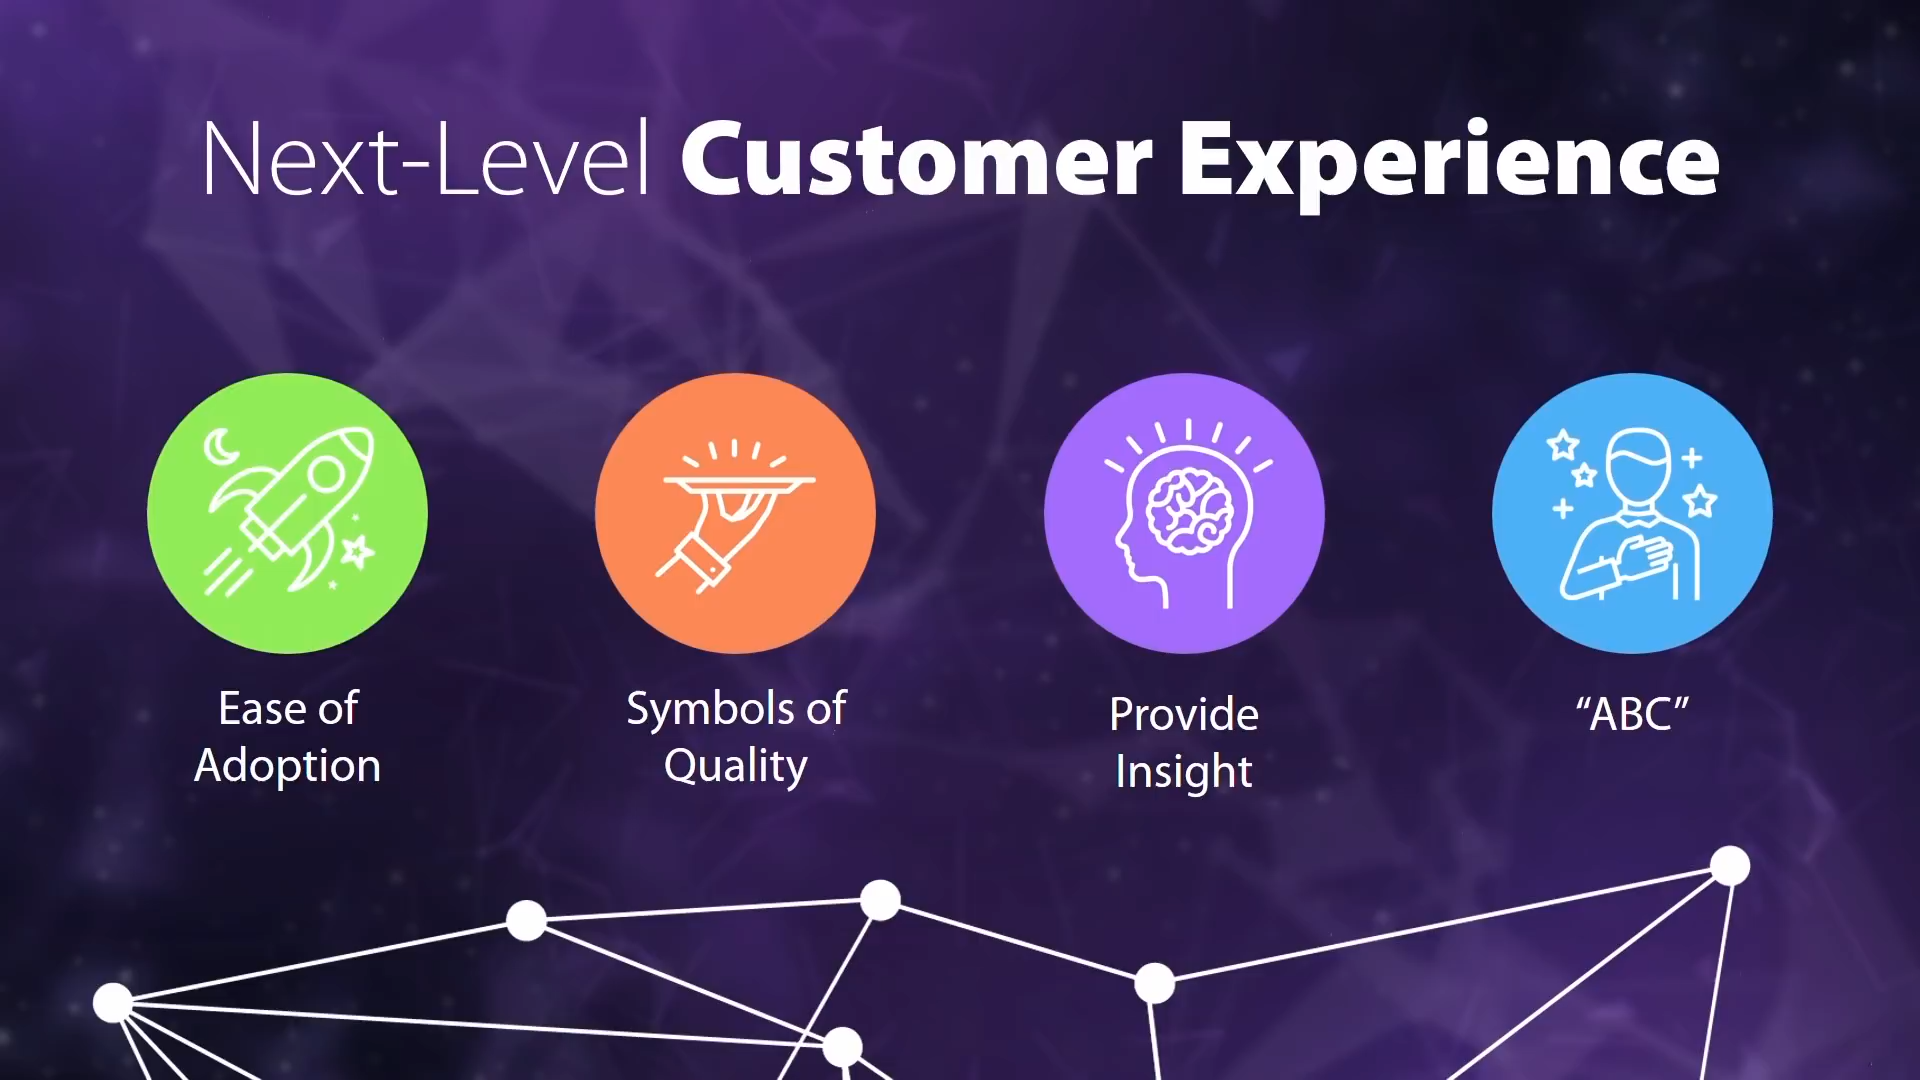 Next-Level Customer Experience
Ease of
Adoption
Symbols of
Quality
Provide
Insight
“ABC”